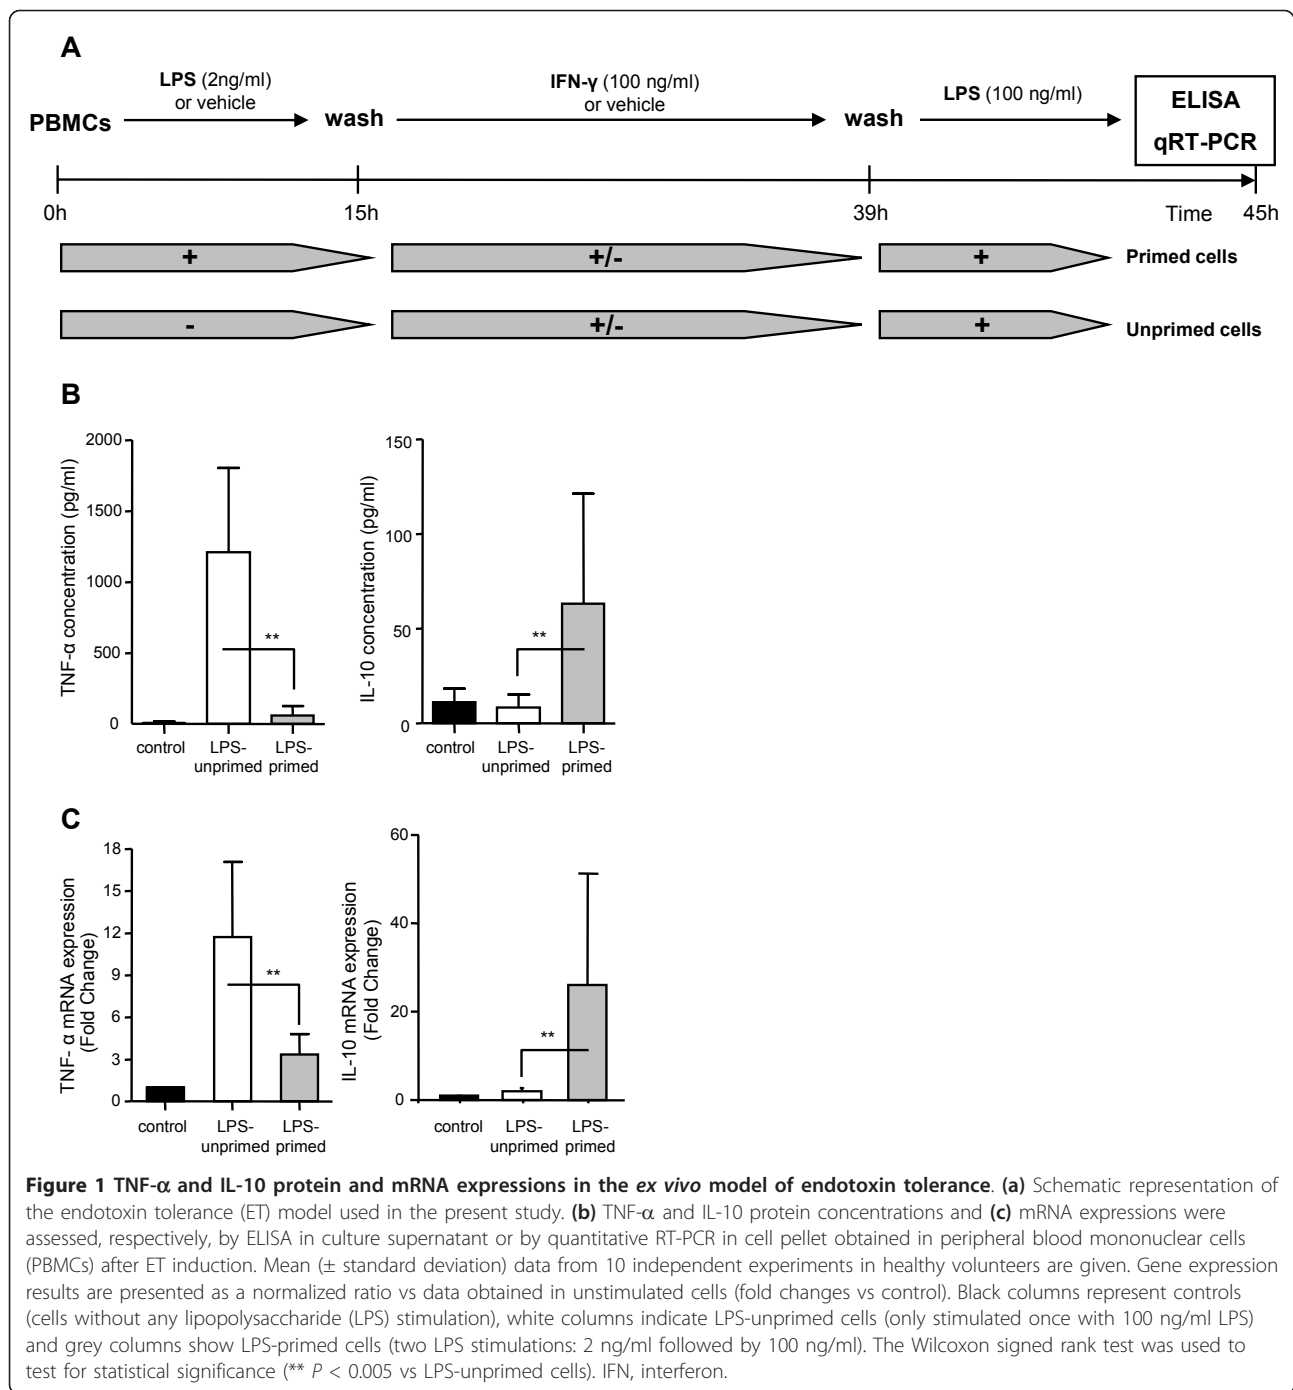 A
LPS (2ng/ml)
or vehicle
IFN-γ (100 ng/ml)
or vehicle
LPS (100 ng/ml)
PBMCs
wash
wash
ELISA
qRT-PCR
0h
15h
39h
Time
45h
+
+/-
+
Primed cells
-
+/-
+
Unprimed cells
B
TNF-α concentration (pg/ml)
2000
1500
1000
500
0
**
control
LPS-
unprimed
LPS-
primed
IL-10 concentration (pg/ml)
150
100
50
0
**
control
LPS-
unprimed
LPS-
primed
C
TNF- α mRNA expression
(Fold Change)
18
15
12
9
6
3
0
**
control
LPS-
unprimed
LPS-
primed
IL-10 mRNA expression
(Fold Change)
60
40
20
0
**
control
LPS-
unprimed
LPS-
primed
Figure 1 TNF-α and IL-10 protein and mRNA expressions in the ex vivo model of endotoxin tolerance. (a) Schematic representation of
the endotoxin tolerance (ET) model used in the present study. (b) TNF-α and IL-10 protein concentrations and (c) mRNA expressions were
assessed, respectively, by ELISA in culture supernatant or by quantitative RT-PCR in cell pellet obtained in peripheral blood mononuclear cells
(PBMCs) after ET induction. Mean (± standard deviation) data from 10 independent experiments in healthy volunteers are given. Gene expression
results are presented as a normalized ratio vs data obtained in unstimulated cells (fold changes vs control). Black columns represent controls
(cells without any lipopolysaccharide (LPS) stimulation), white columns indicate LPS-unprimed cells (only stimulated once with 100 ng/ml LPS)
and grey columns show LPS-primed cells (two LPS stimulations: 2 ng/ml followed by 100 ng/ml). The Wilcoxon signed rank test was used to
test for statistical significance (** P < 0.005 vs LPS-unprimed cells). IFN, interferon.